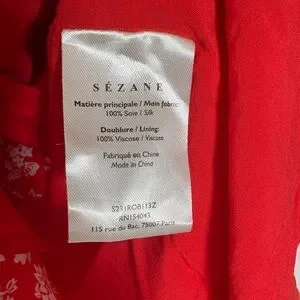 SÉZANE
Matière principale / Main fabric:
100% Soie / Silk
Doublure / Lining:
100% Viscose / Viscose
Fabriqué en Chine
Made in China
S231ROB113Z
RN154043
115 rue du Bac, 75007 Paris